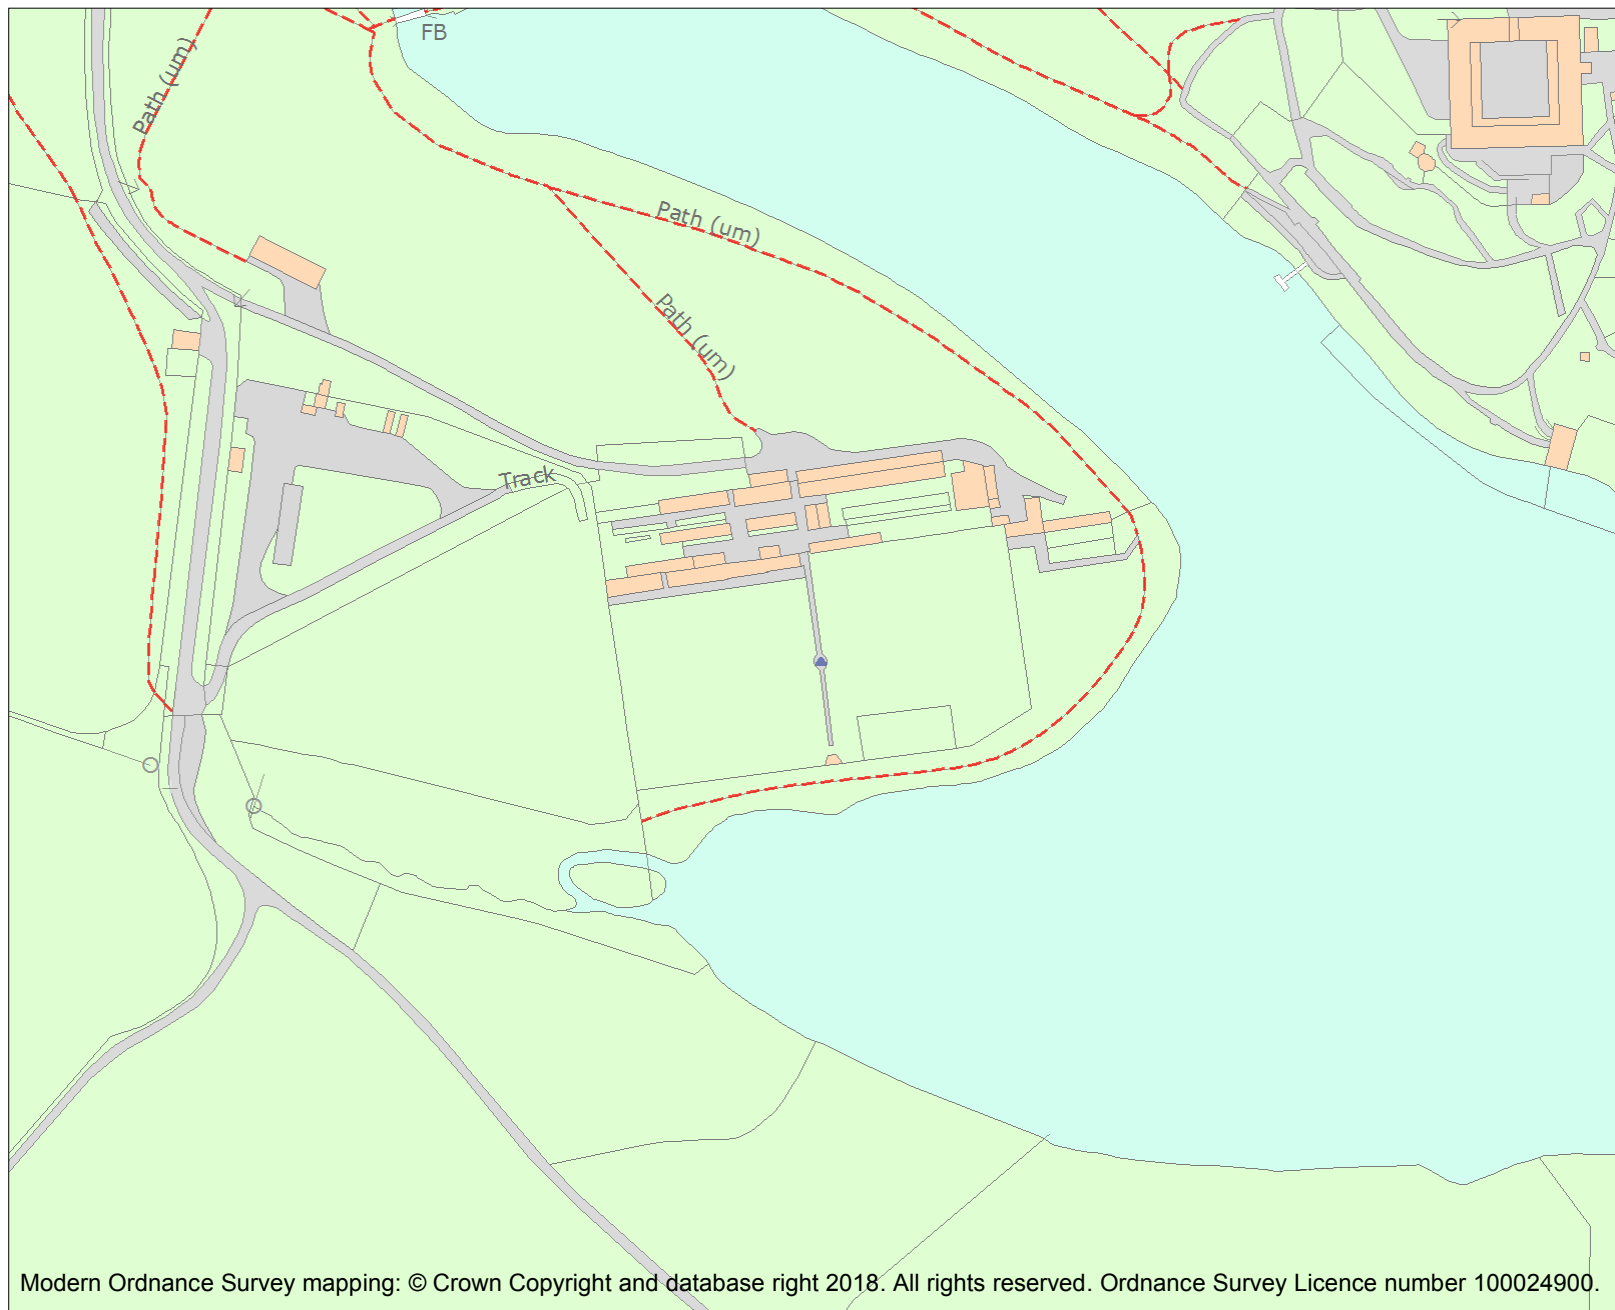 FB
Path (um)
Path (um)
Path (um)
Track
Modern Ordnance Survey mapping: © Crown Copyright and database right 2018. All rights reserved. Ordnance Survey Licence number 100024900.